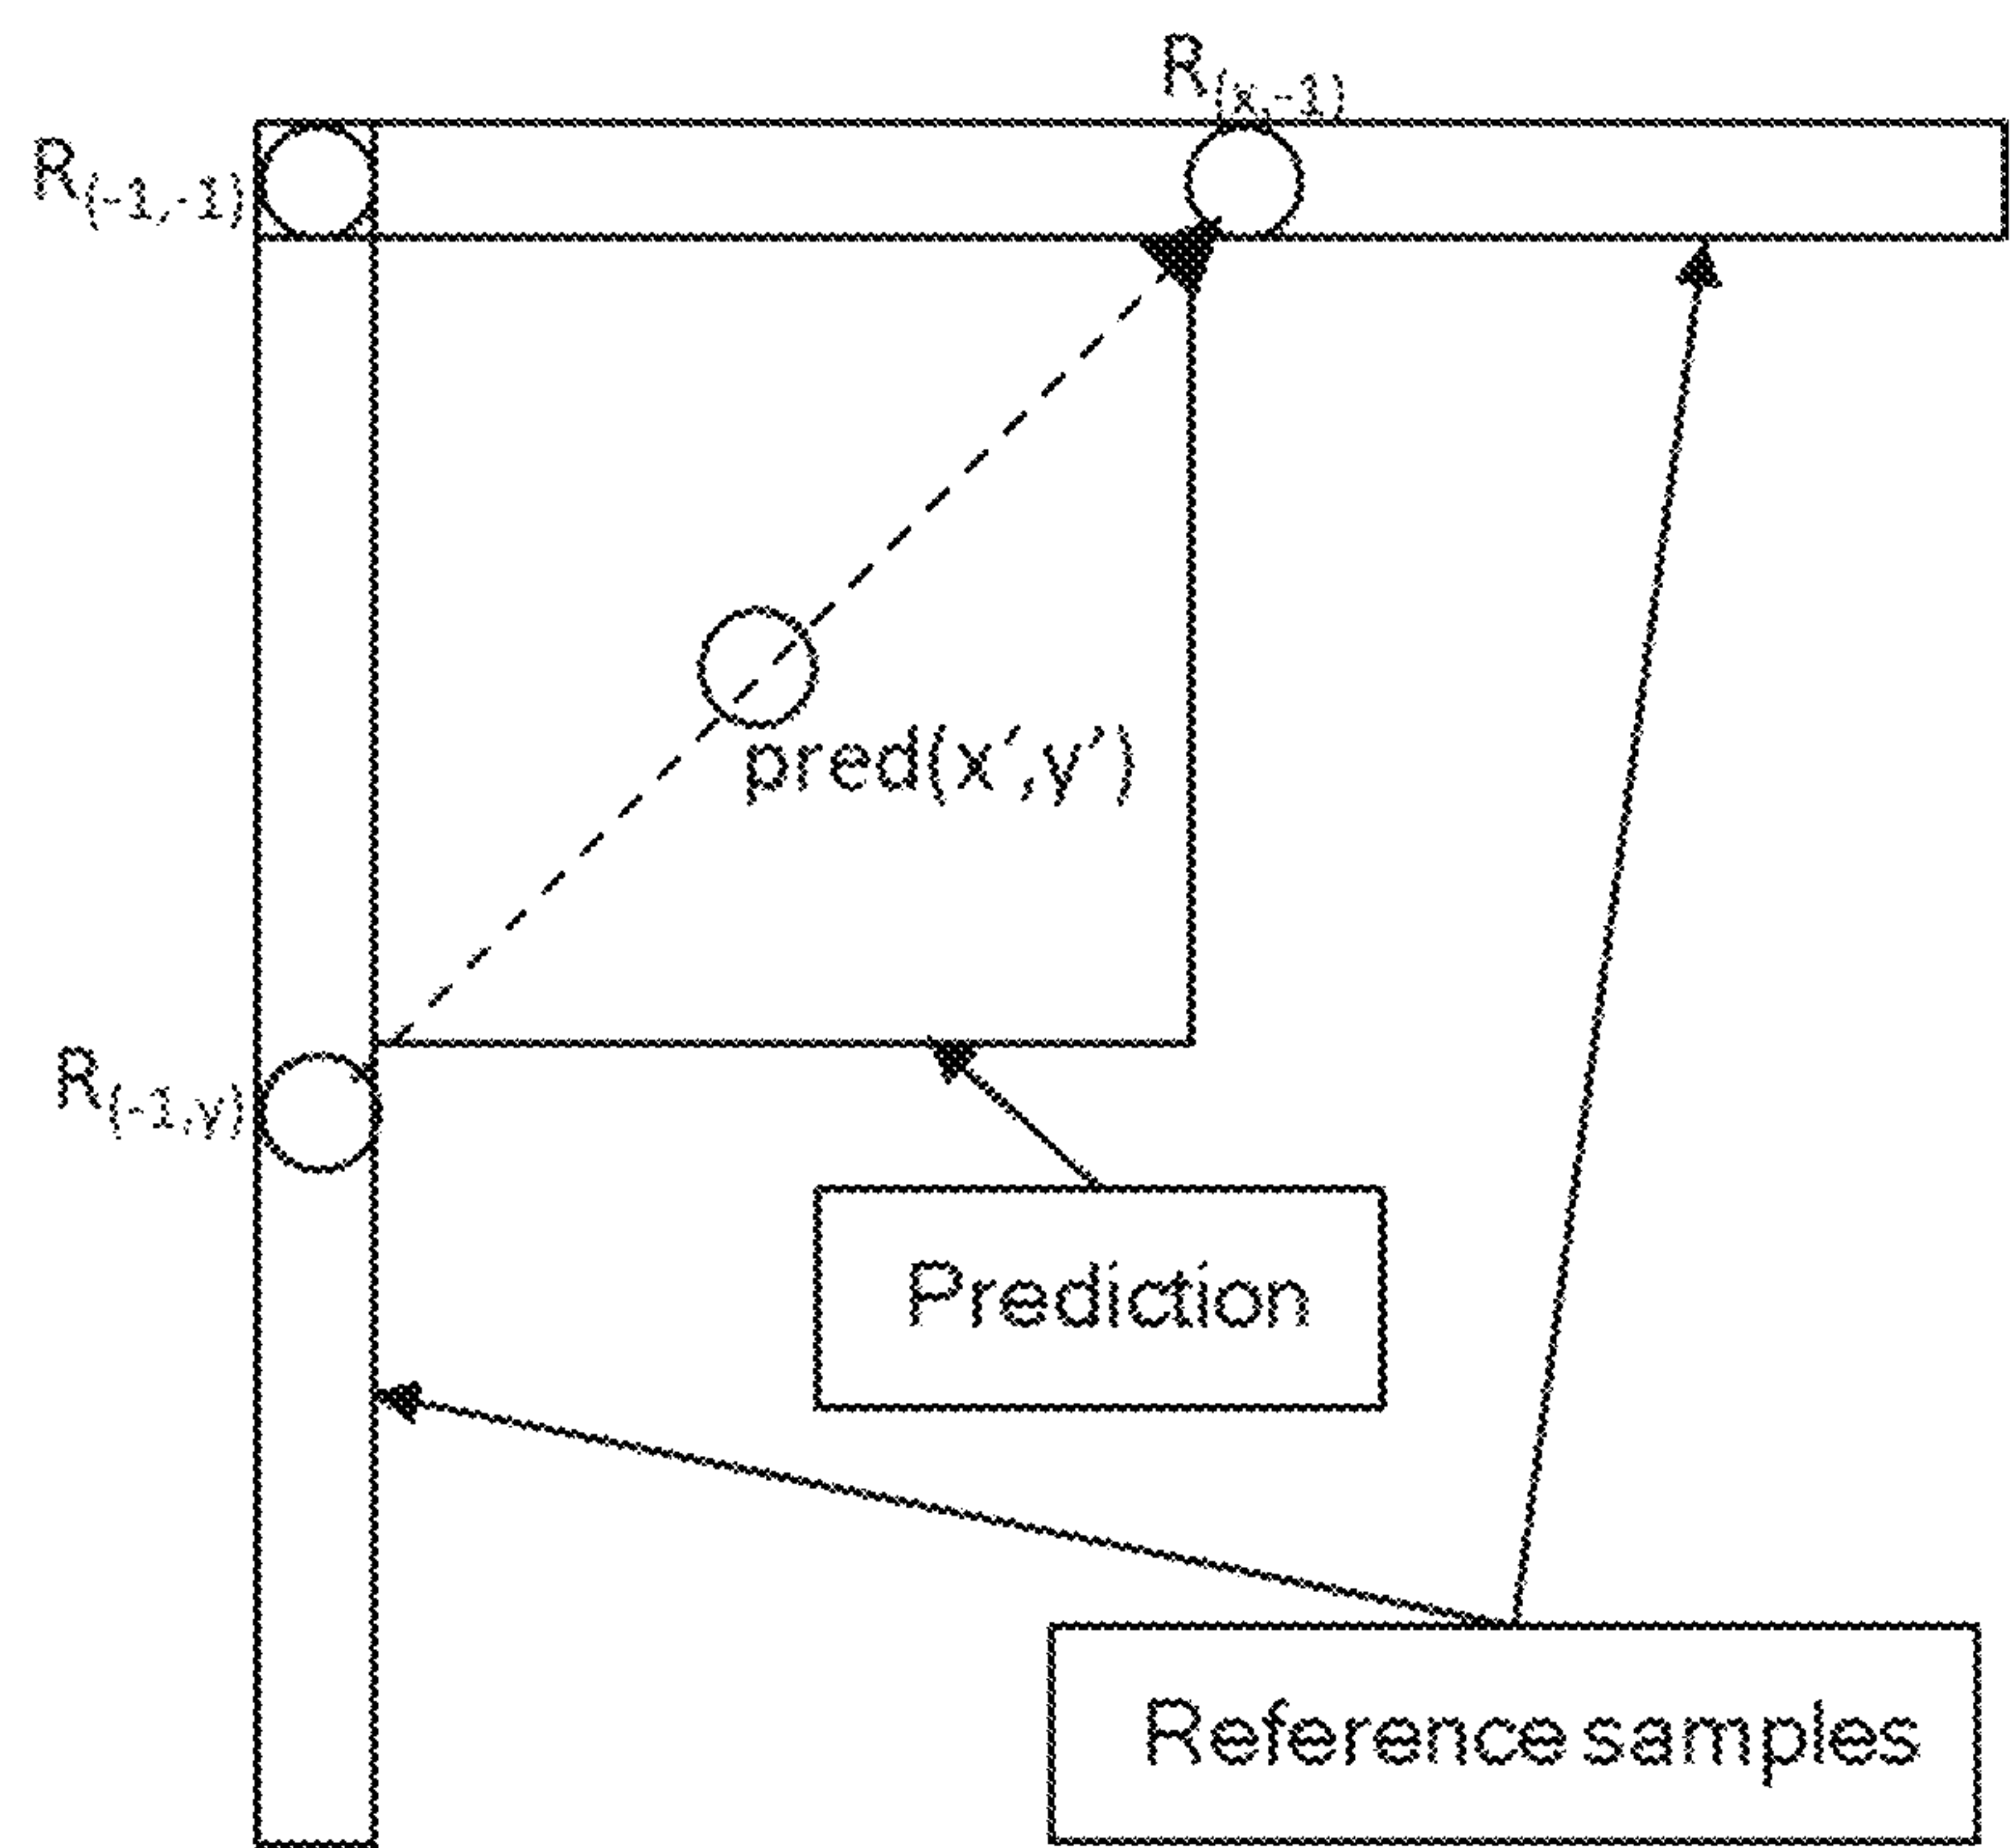 R(x,-1)
R(-1,-1)
pred(x′,y′)
R(-1,y)
Prediction
Reference samples